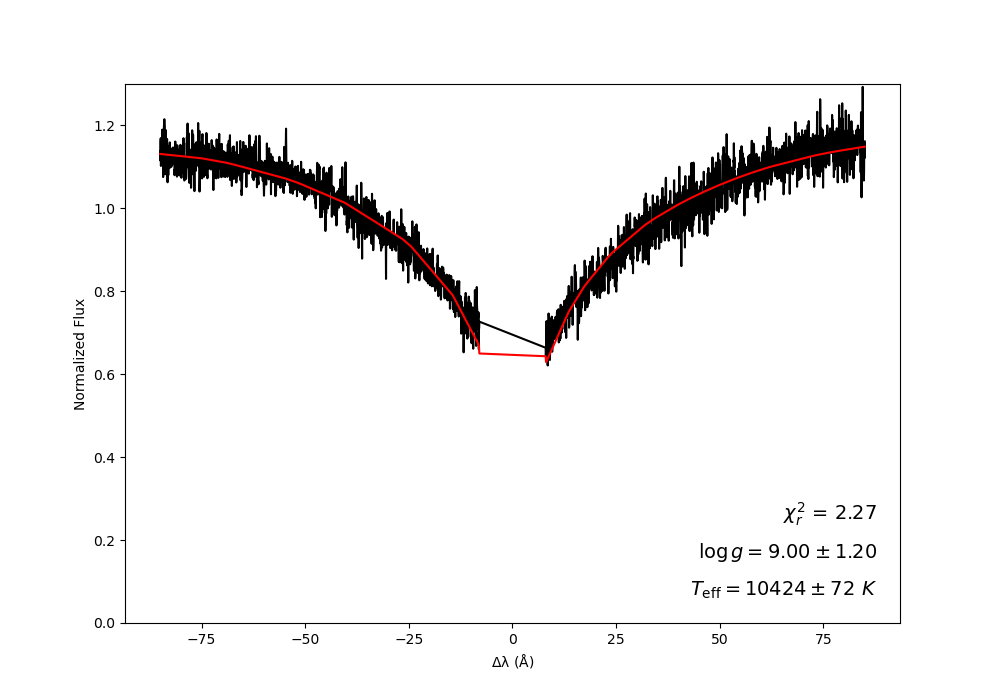 1.2
1.0
0.8
0.6
0.4
0.2
0.0
Normalized Flux
χ²ᵣ = 2.27
log g = 9.00 ± 1.20
T_eff = 10424 ± 72 K
−75 −50 −25 0 25 50 75
Δλ (Å)